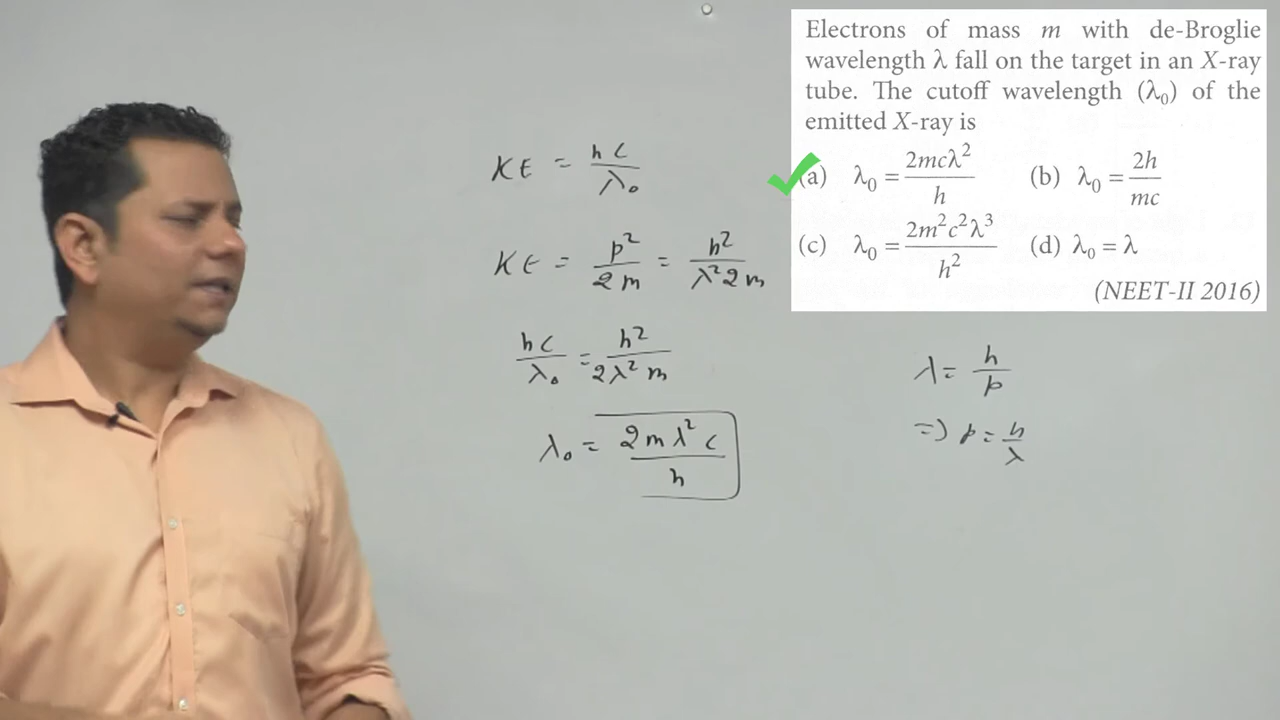 Electrons of mass m with de-Broglie
wavelength λ fall on the target in an X-ray
tube. The cutoff wavelength (λ₀) of the
emitted X-ray is
(a) λ₀ = 2mcλ²/h (b) λ₀ = 2h/mc
(c) λ₀ = 2m²c²λ³/h² (d) λ₀ = λ
(NEET-II 2016)
KE = hc/λ₀
KE = p²/2m = h²/λ²2m
hc/λ₀ = h²/2λ²m
λ₀ = 2mλ²c/h
λ = h/p
=) p = h/λ